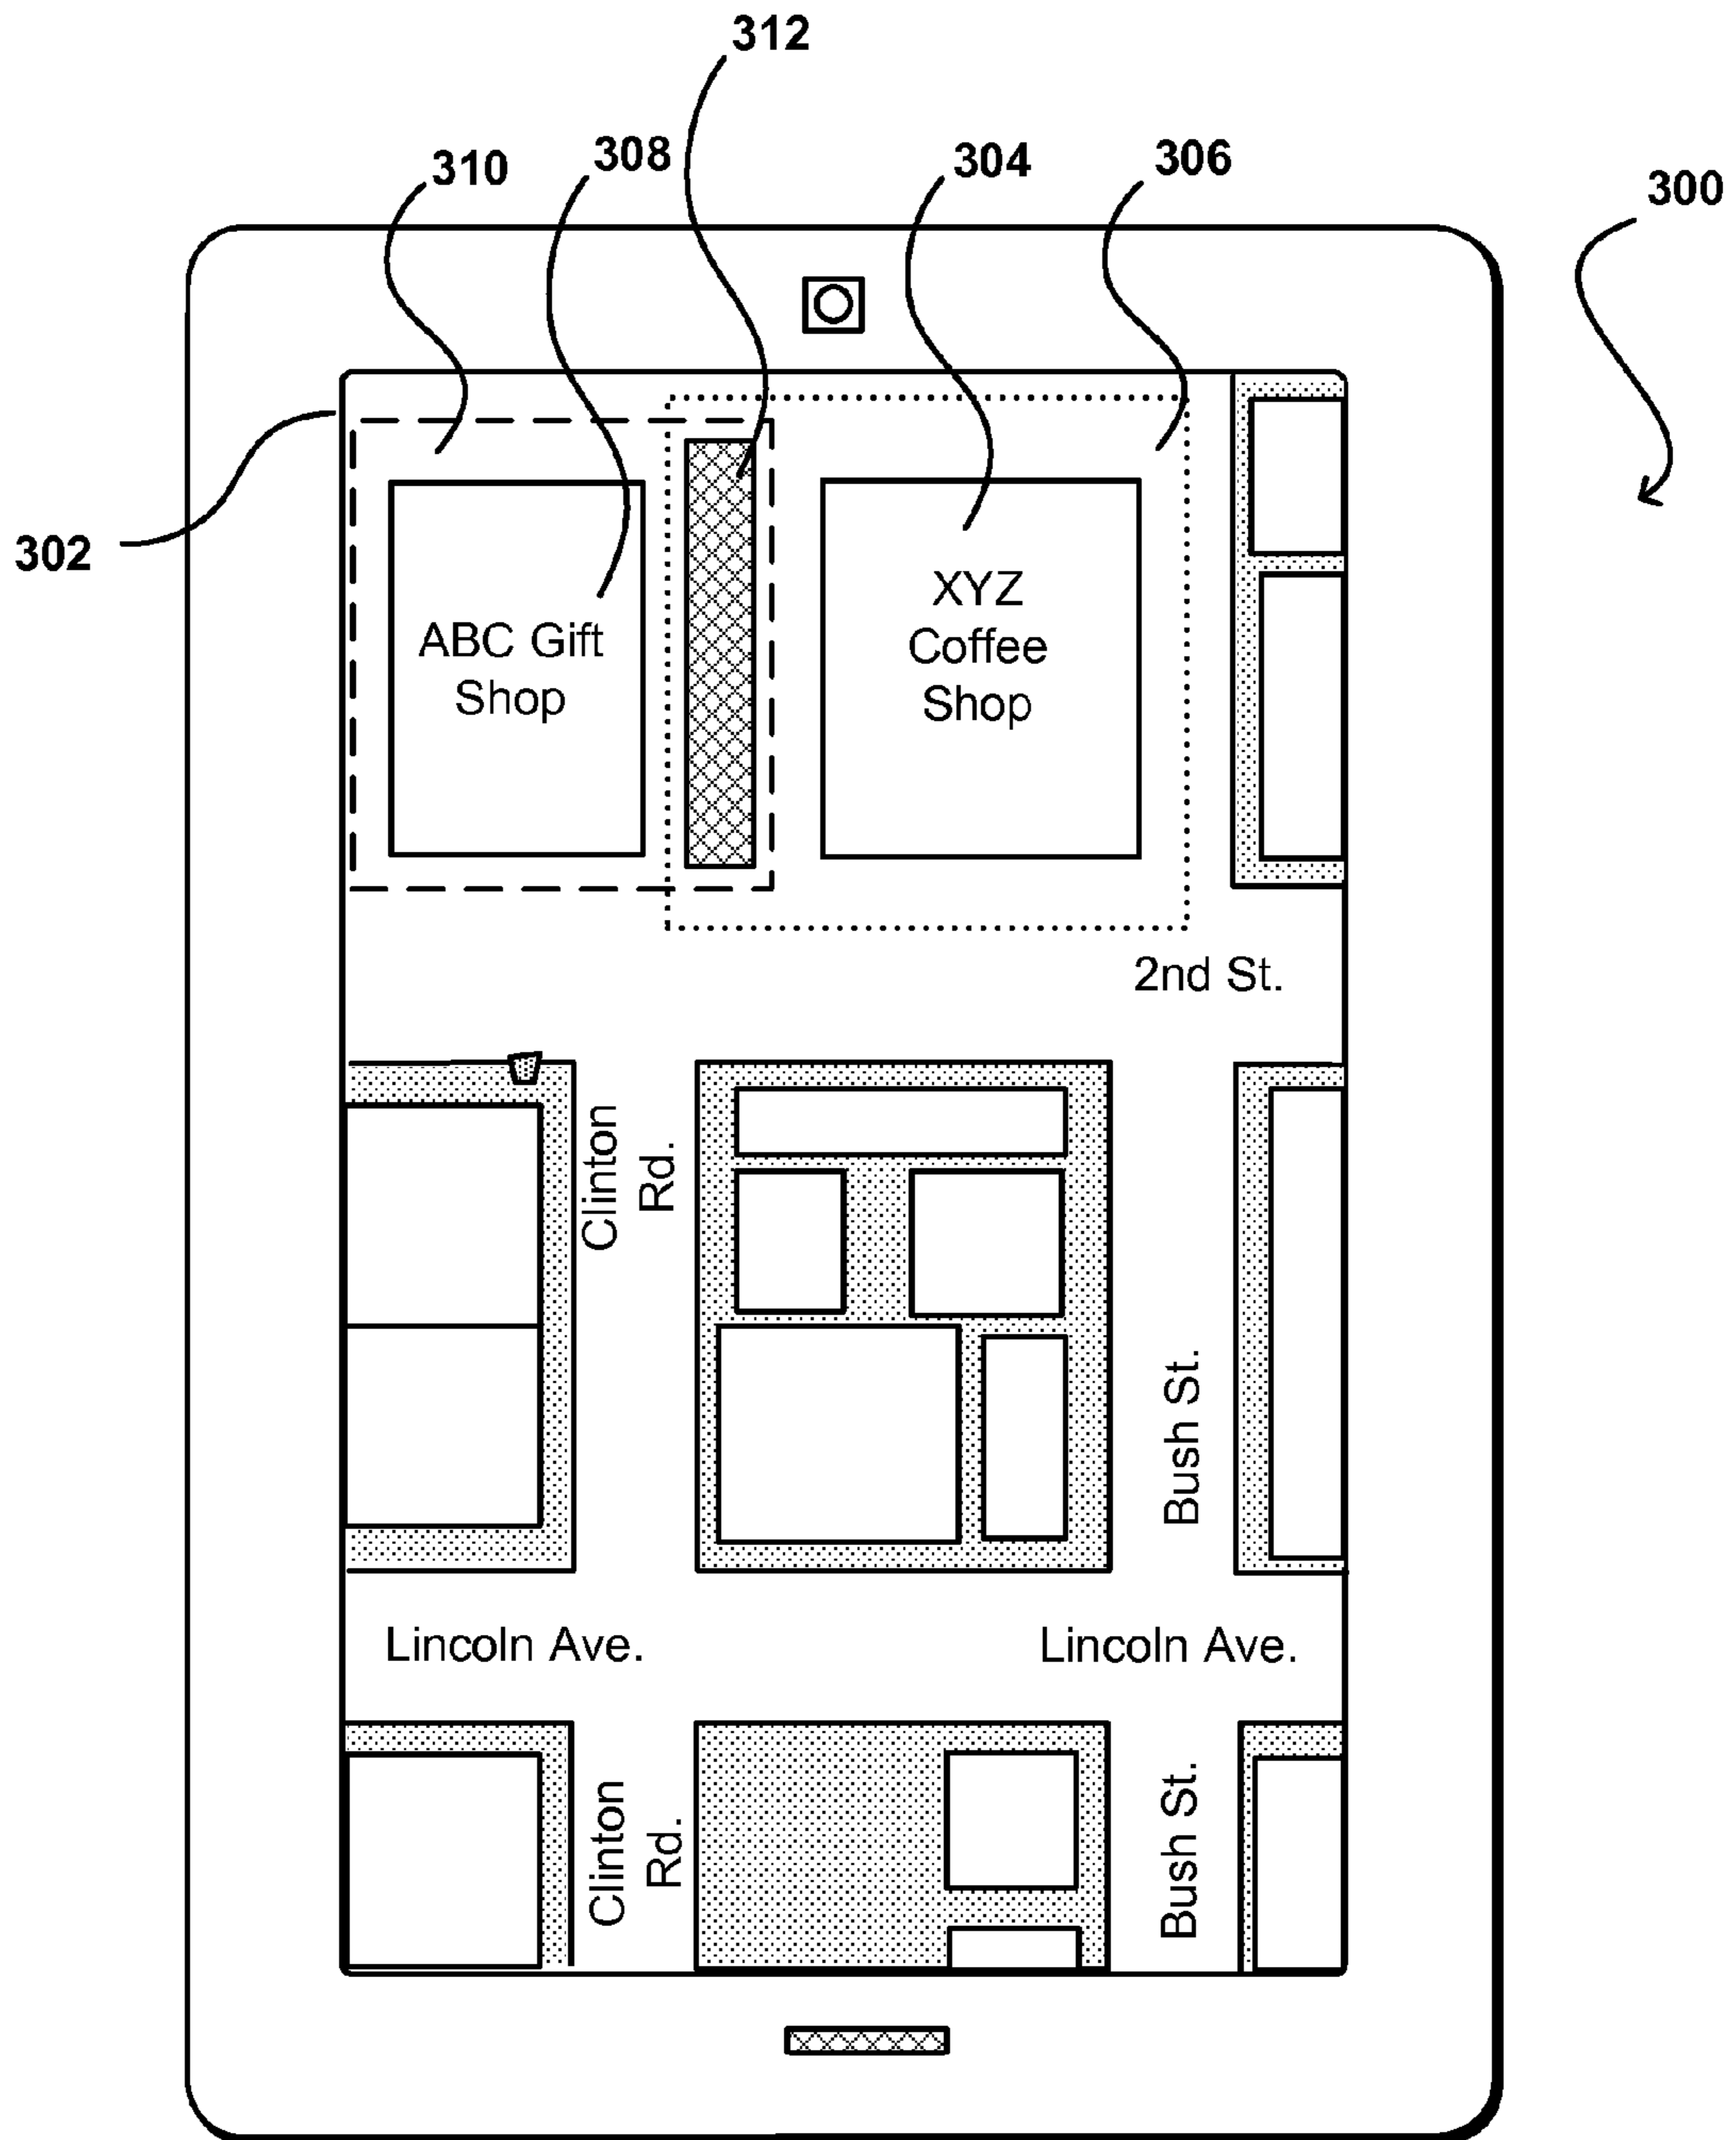 312
310
308
304
306
300
302
ABC Gift
Shop
XYZ
Coffee
Shop
2nd St.
Clinton
Rd.
Bush St.
Lincoln Ave.
Lincoln Ave.
Clinton
Rd.
Bush St.